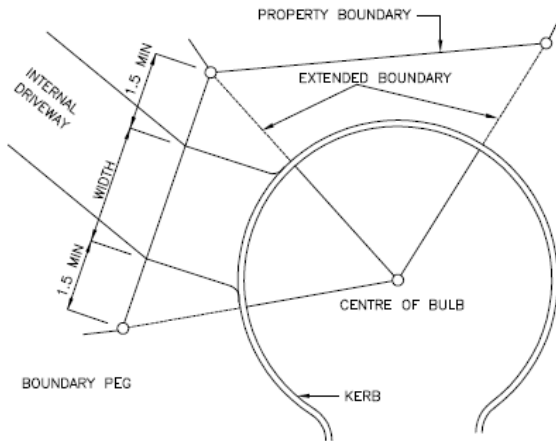 PROPERTY BOUNDARY
EXTENDED BOUNDARY
INTERNAL
DRIVEWAY
1.5 MIN
WIDTH
1.5 MIN
CENTRE OF BULB
BOUNDARY PEG
KERB